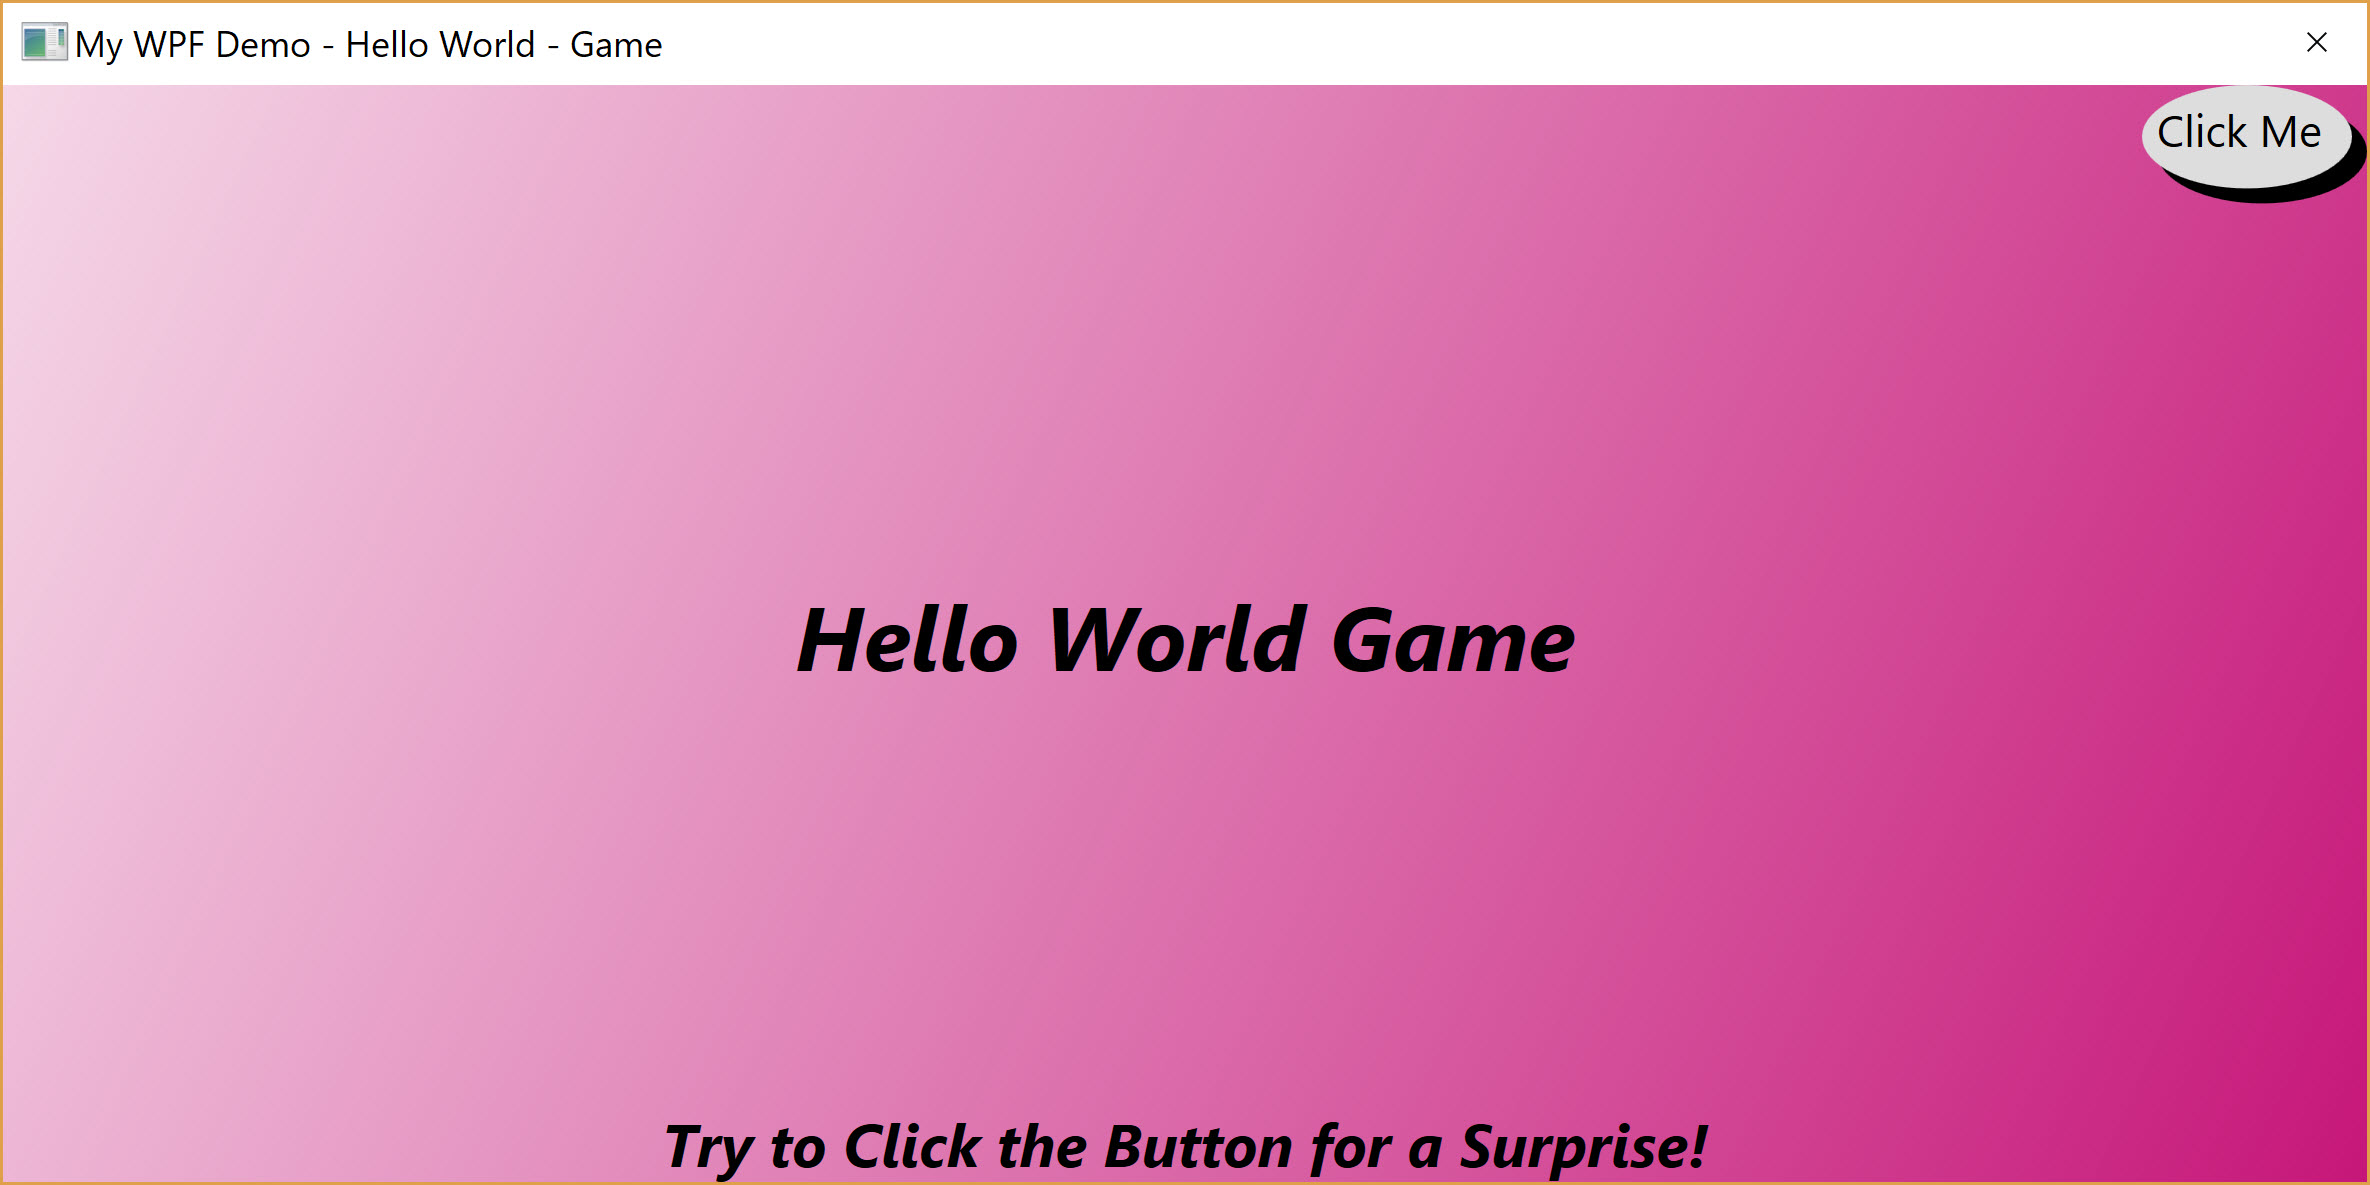 My WPF Demo - Hello World - Game
Click Me
Hello World Game
Try to Click the Button for a Surprise!